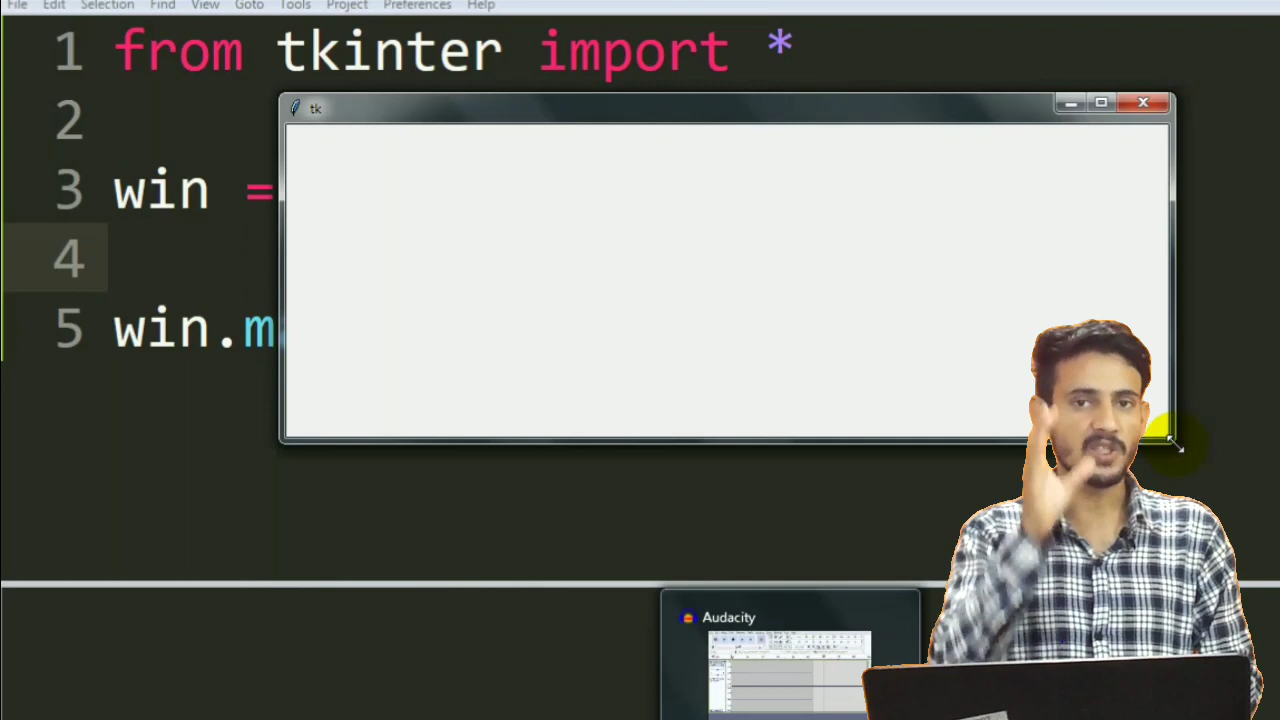 File Edit Selection Find View Goto Tools Project Preferences Help
1 from tkinter import *
2
tk
3 win =
4
5 win.m
Audacity